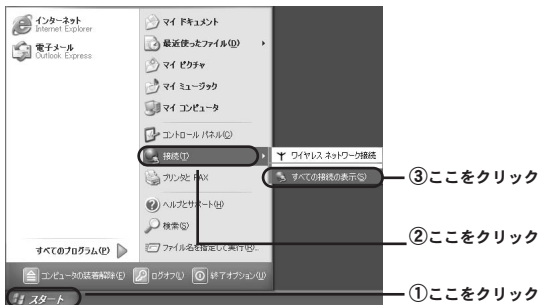 インターネット
Internet Explorer
電子メール
Outlook Express
すべてのプログラム(P)
マイ ドキュメント
最近使ったファイル(D)
マイ ピクチャ
マイ ミュージック
マイ コンピュータ
コントロール パネル(C)
接続(T)
プリンタと FAX
ヘルプとサポート(H)
検索(S)
ファイル名を指定して実行(R)...
ワイヤレス ネットワーク接続
すべての接続の表示(S)
③ここをクリック
②ここをクリック
コンピュータの装着解除(E)
ログオフ(L)
終了オプション(U)
スタート
①ここをクリック